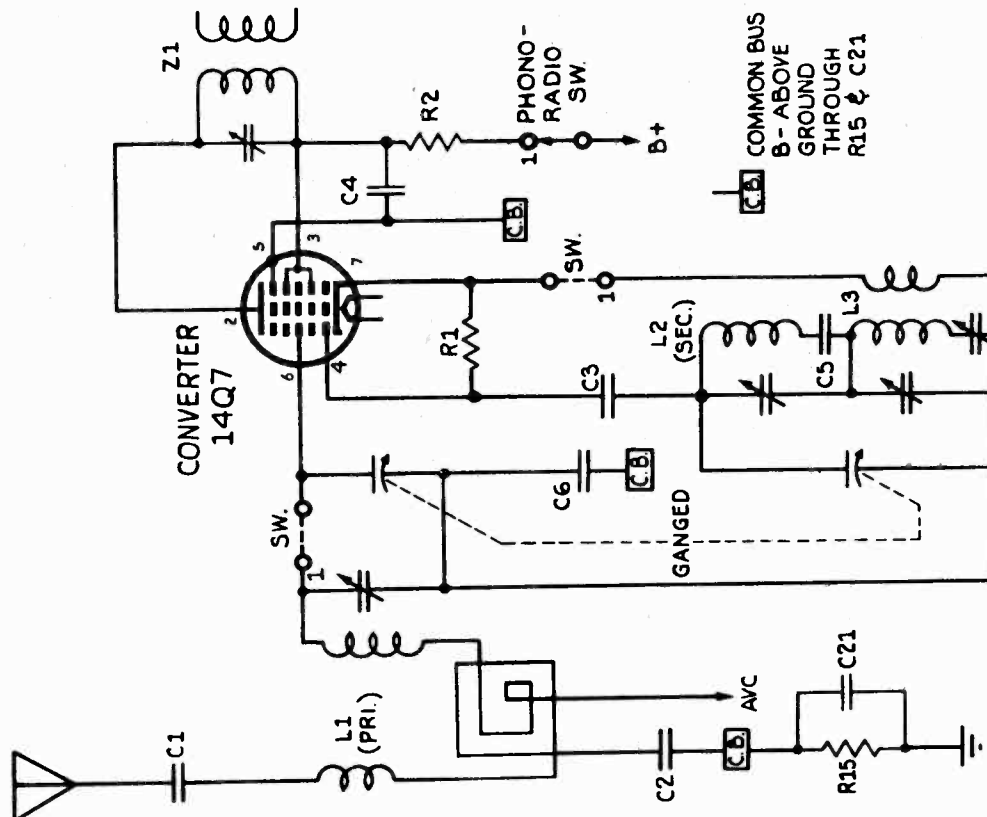 Z1
PHONO-
RADIO
SW.
1
R2
B+
COMMON BUS
B- ABOVE
GROUND
THROUGH
R15 & C21
C.B.
C4
C.B.
5
3
2
7
6
4
CONVERTER
14Q7
R1
SW.
1
L2
(SEC.)
L3
C5
C3
C6
C.B.
SW.
1
GANGED
C1
L1
(PRI.)
AVC
C2
C.B.
C21
R15